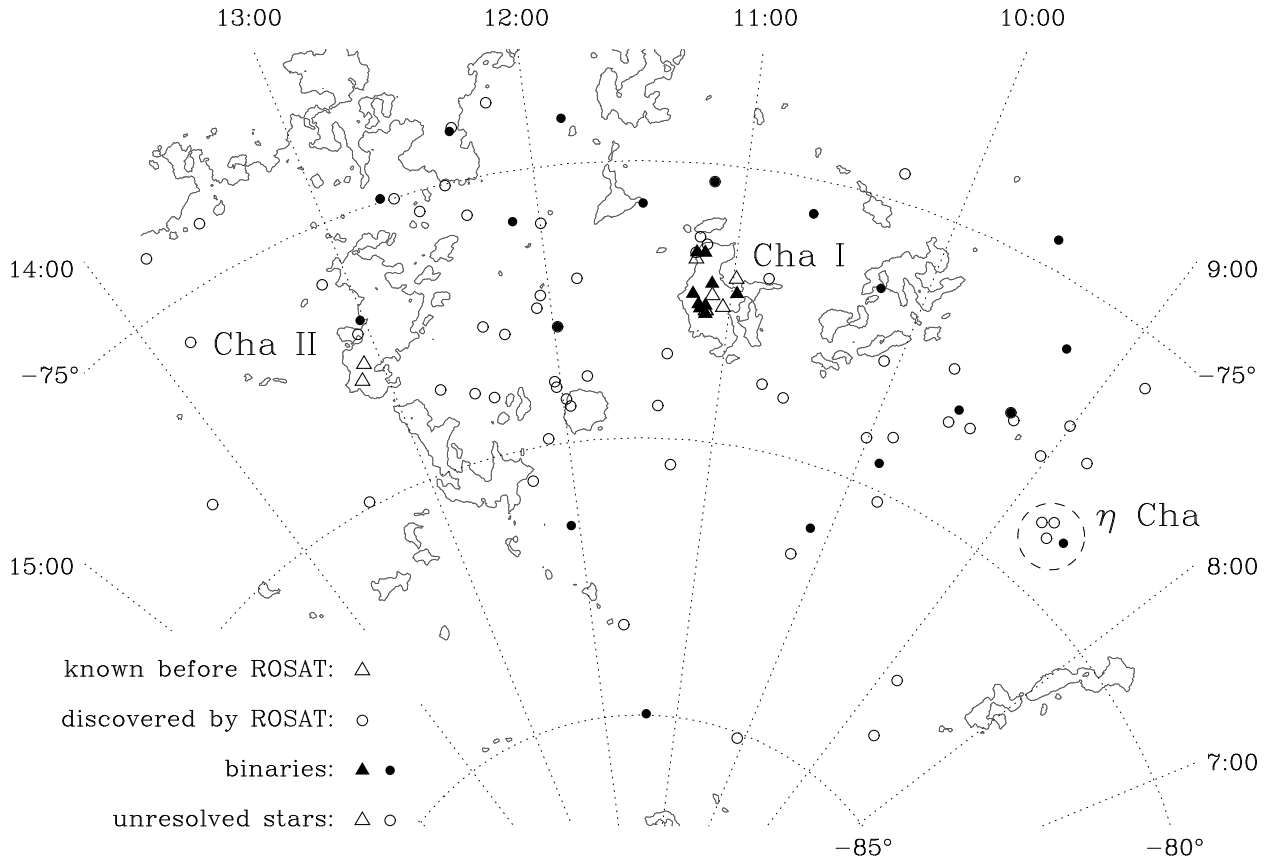 13:00 12:00 11:00 10:00
Cha I
14:00 9:00
Cha II
−75° −75°
η Cha
15:00 8:00
known before ROSAT:
discovered by ROSAT:
binaries:
7:00
unresolved stars:
−85° −80°